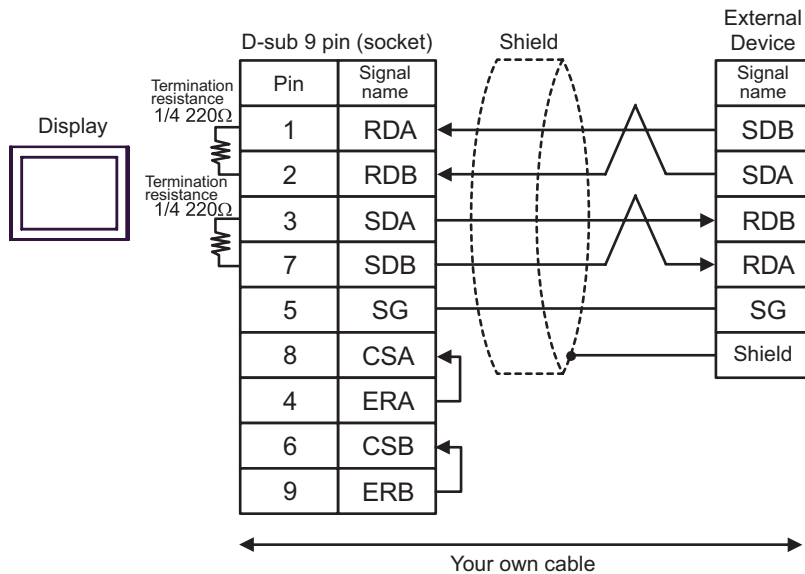 External
Device
D-sub 9 pin (socket)
Shield
Display
Termination
resistance
1/4 220Ω
Termination
resistance
1/4 220Ω
Pin Signal name
1 RDA
2 RDB
3 SDA
7 SDB
5 SG
8 CSA
4 ERA
6 CSB
9 ERB
Signal
name
SDB
SDA
RDB
RDA
SG
Shield
Your own cable